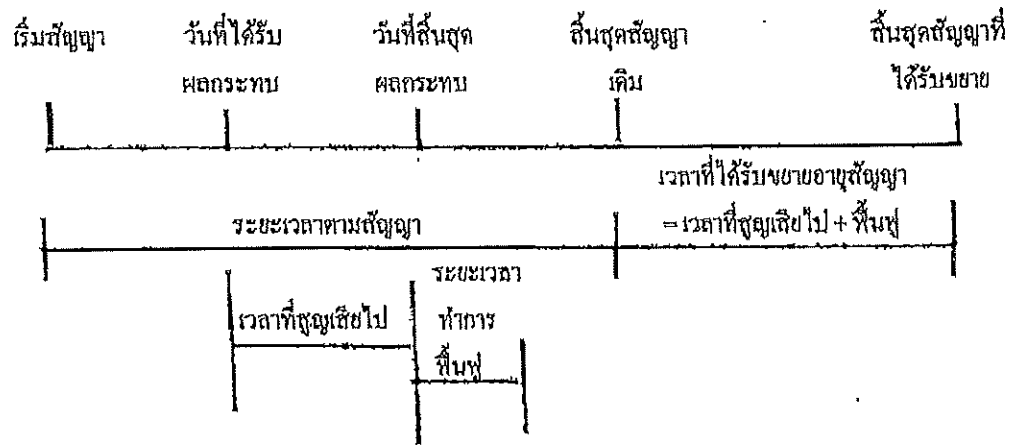 เริ่มสัญญา วันที่ได้รับ วันที่สิ้นสุด สิ้นสุดสัญญา สิ้นสุดสัญญาที่
ผลกระทบ ผลกระทบ เดิม ได้รับขยาย
เวลาที่ได้รับขยายอายุสัญญา
ระยะเวลาตามสัญญา =เวลาที่สูญเสียไป + ฟื้นฟู
ระยะเวลา
เวลาที่สูญเสียไป ทำการ
ฟื้นฟู